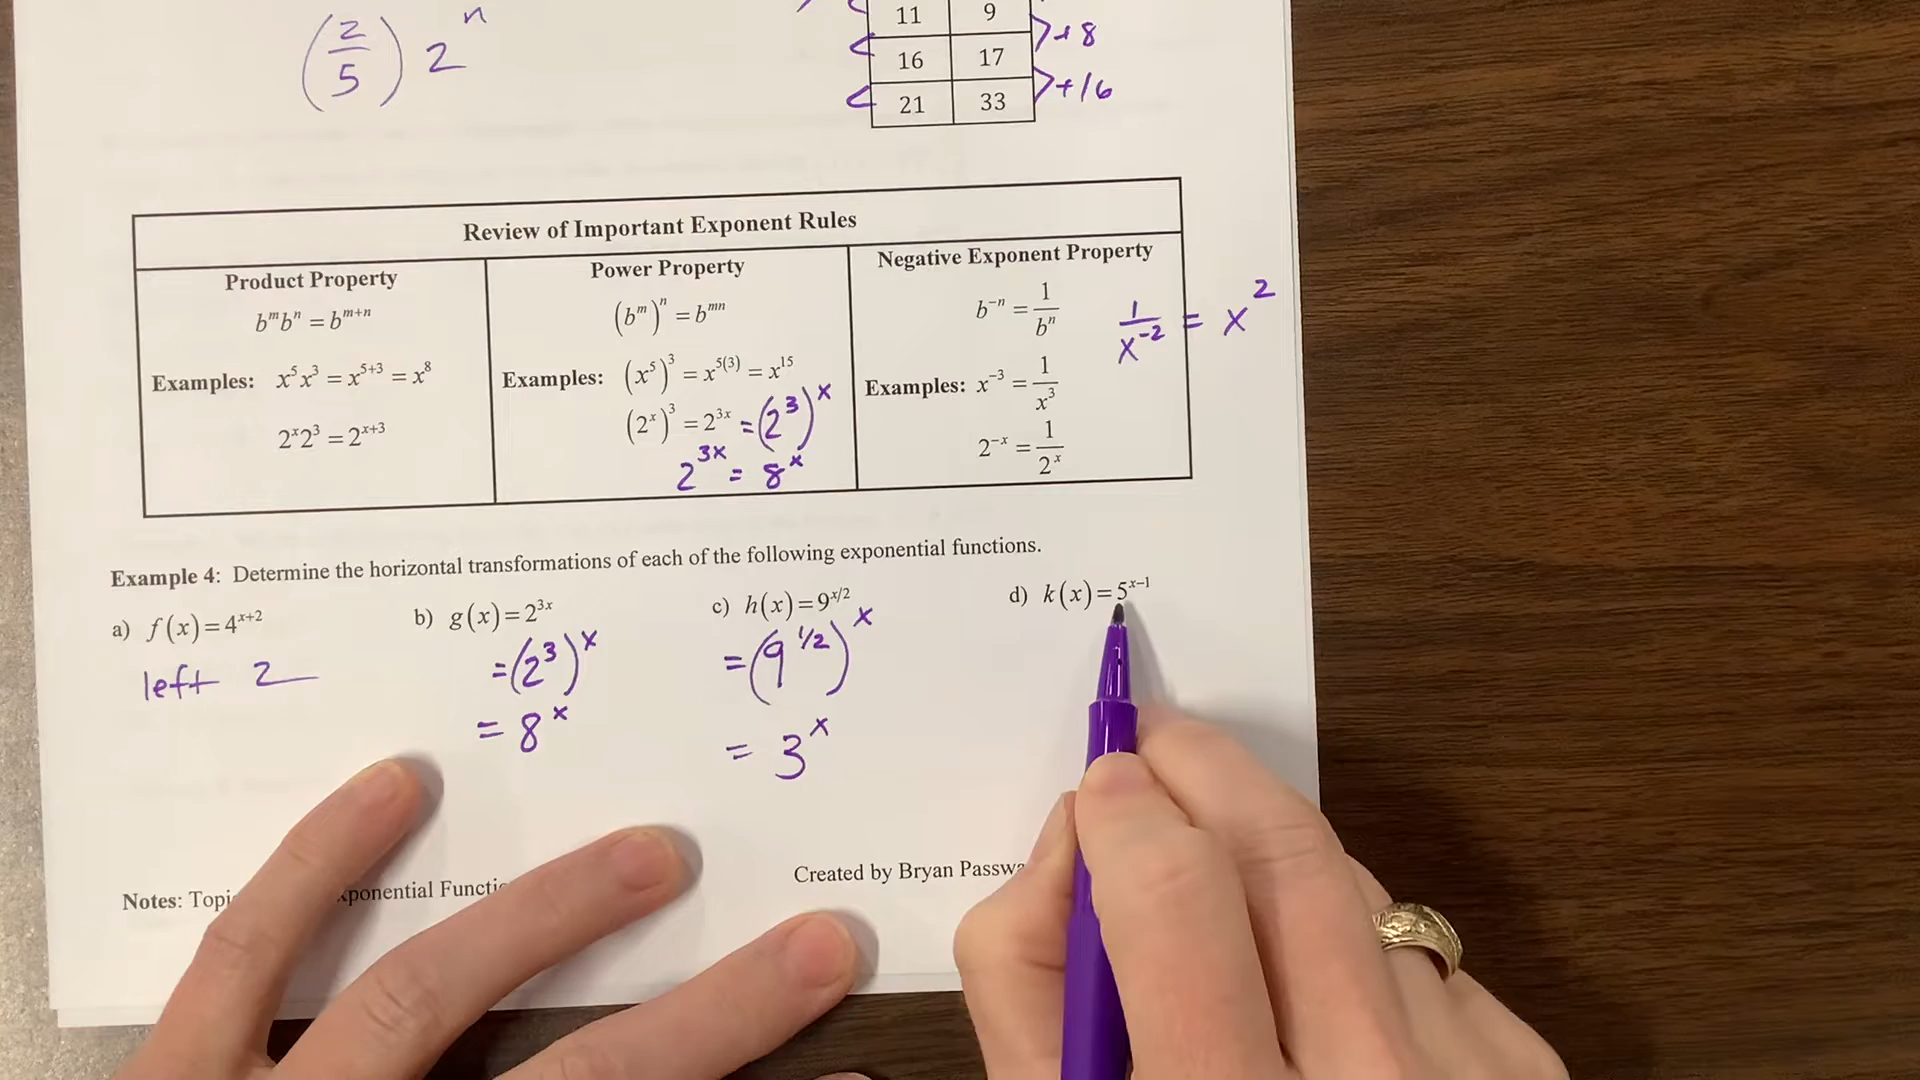 (2/5) 2^n
11 9
+8
16 17
+16
21 33
Review of Important Exponent Rules
Product Property
b^m b^n = b^{m+n}
Examples: x^5 x^3 = x^{5+3} = x^8
2^x 2^3 = 2^{x+3}
Power Property
(b^m)^n = b^{mn}
Examples: (x^5)^3 = x^{5(3)} = x^{15}
(2^x)^3 = 2^{3x} = (2^3)^x
2^{3x} = 8^x
Negative Exponent Property
b^{-n} = 1/b^n
1/x^{-2} = x^2
Examples: x^{-3} = 1/x^3
2^{-x} = 1/2^x
Example 4: Determine the horizontal transformations of each of the following exponential functions.
a) f(x) = 4^{x+2}
left 2
b) g(x) = 2^{3x}
= (2^3)^x
= 8^x
c) h(x) = 9^{x/2}
= (9^{1/2})^x
= 3^x
d) k(x) = 5^{x-1}
Notes: Created by Bryan